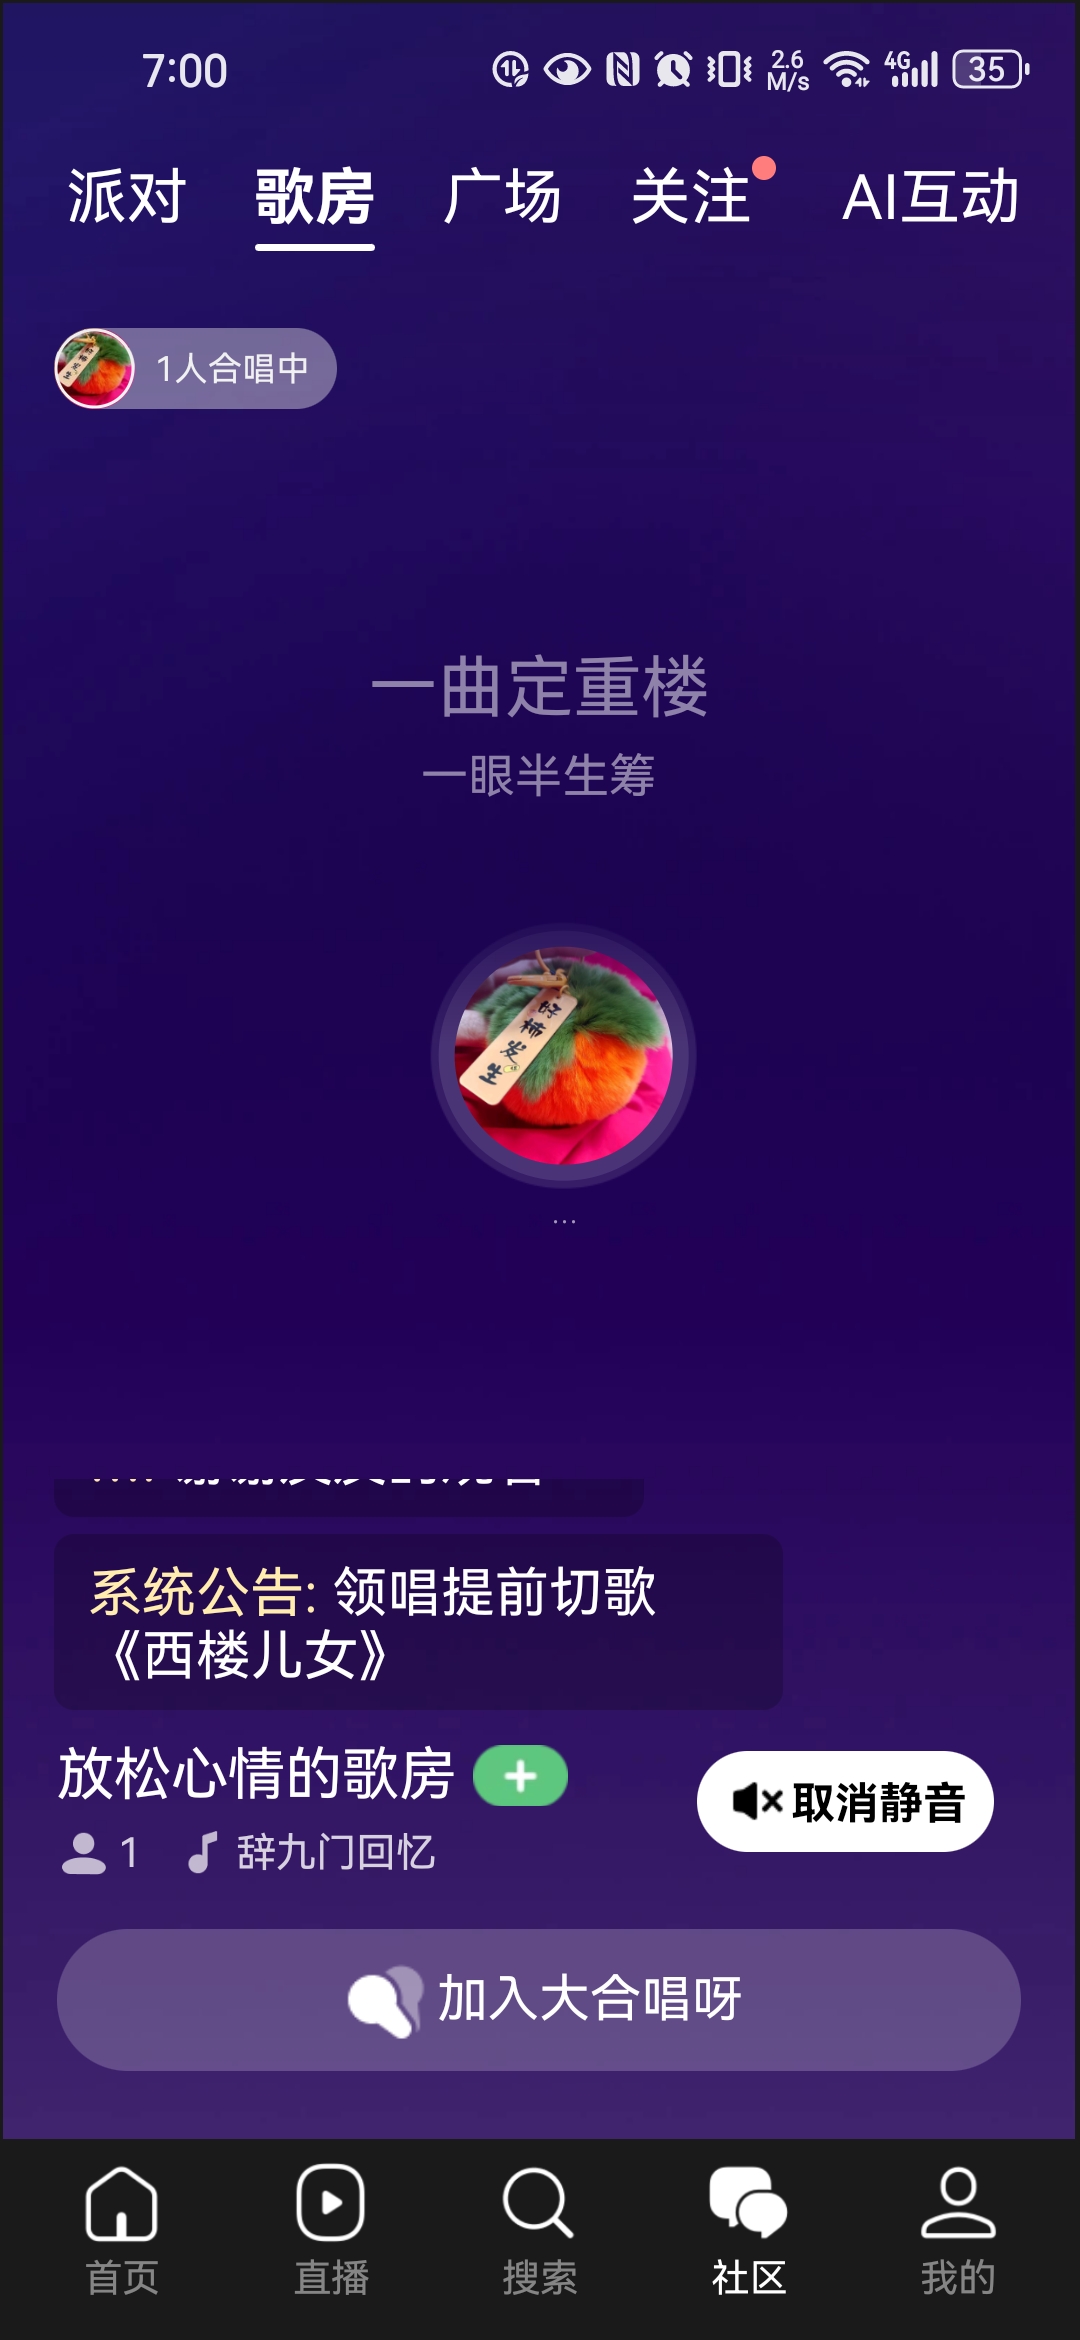 7:00
2.6
M/s
4G
35
派对 歌房 广场 关注 AI互动
1人合唱中
一曲定重楼
一眼半生筹
好柿发生
...
系统公告: 领唱提前切歌
《西楼儿女》
放松心情的歌房
取消静音
1 辞九门回忆
加入大合唱呀
首页 直播 搜索 社区 我的